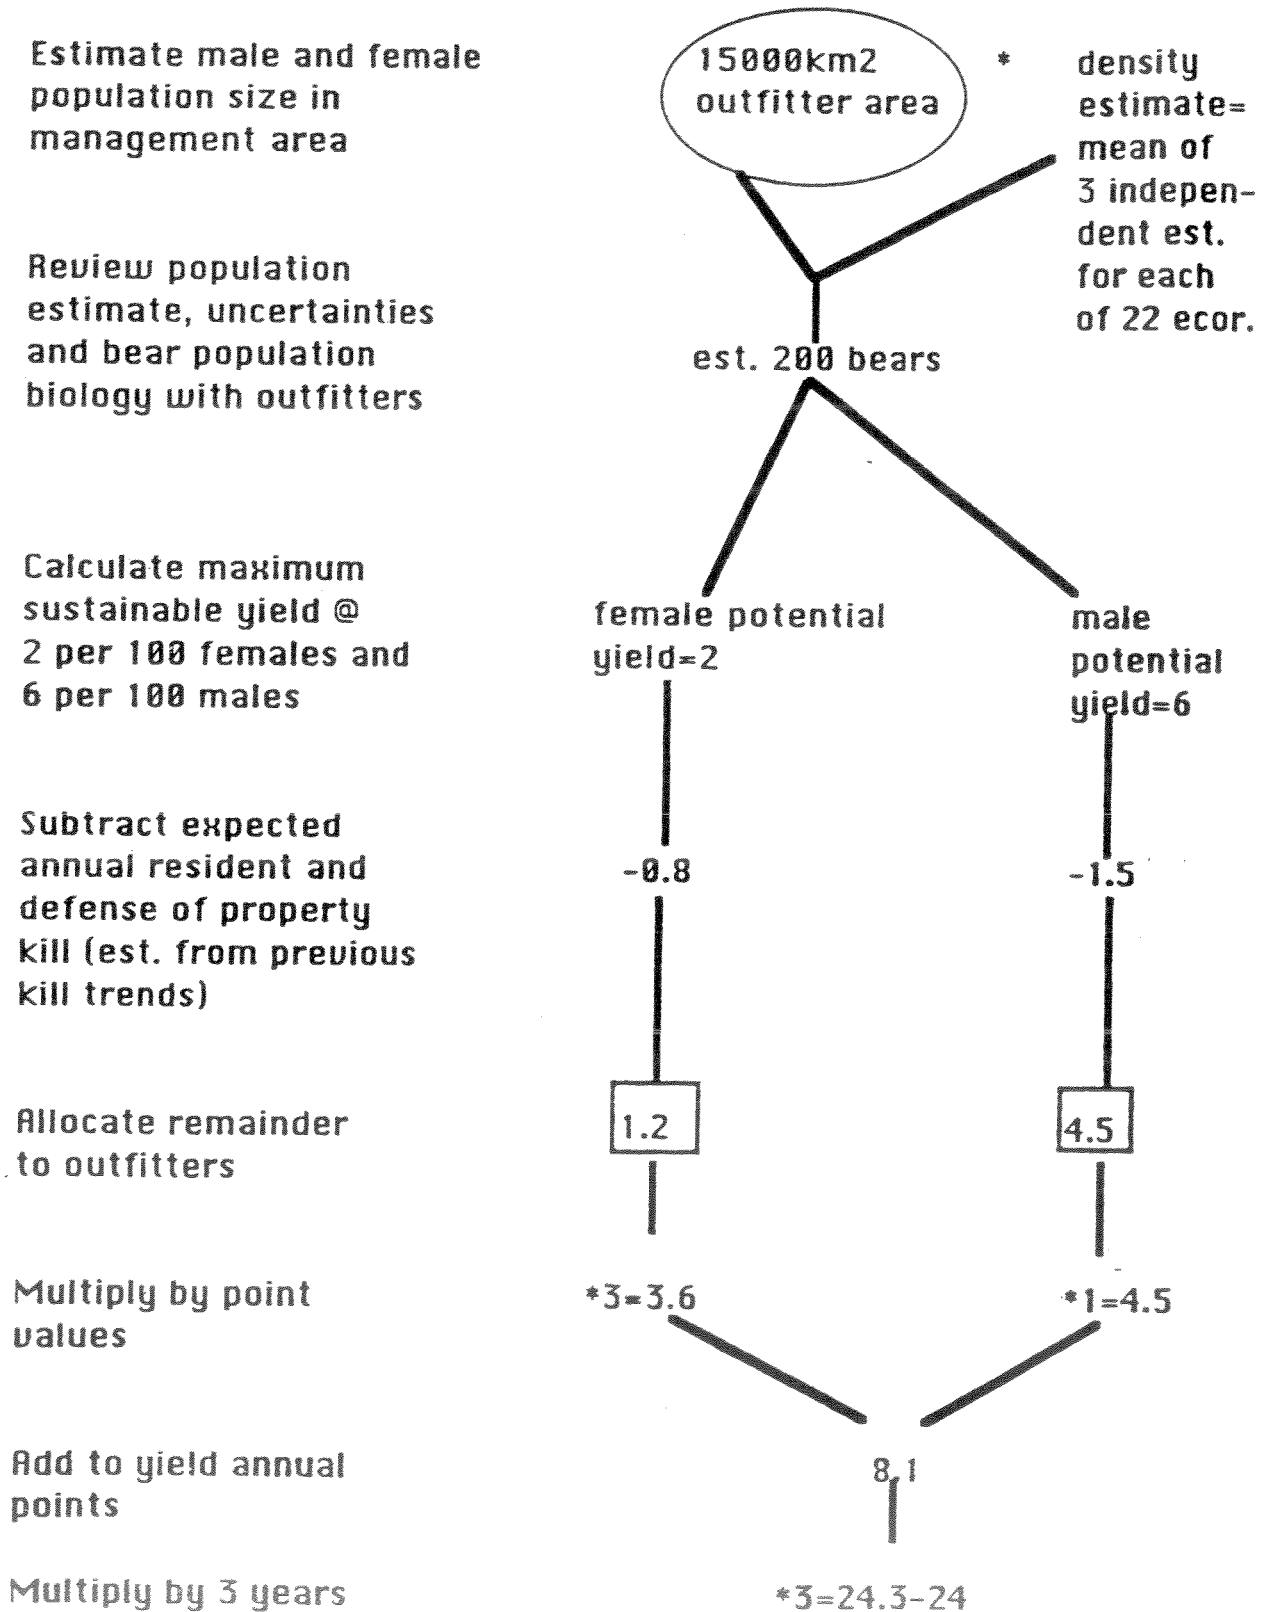 Estimate male and female
population size in
management area
15000km2
outfitter area
*
density
estimate=
mean of
3 indepen-
dent est.
for each
of 22 ecor.
Review population
estimate, uncertainties
and bear population
biology with outfitters
est. 200 bears
Calculate maximum
sustainable yield @
2 per 100 females and
6 per 100 males
female potential
yield=2
male
potential
yield=6
Subtract expected
annual resident and
defense of property
kill (est. from previous
kill trends)
-0.8
-1.5
Allocate remainder
to outfitters
1.2
4.5
Multiply by point
values
*3=3.6
*1=4.5
Add to yield annual
points
8.1
Multiply by 3 years
*3=24.3-24